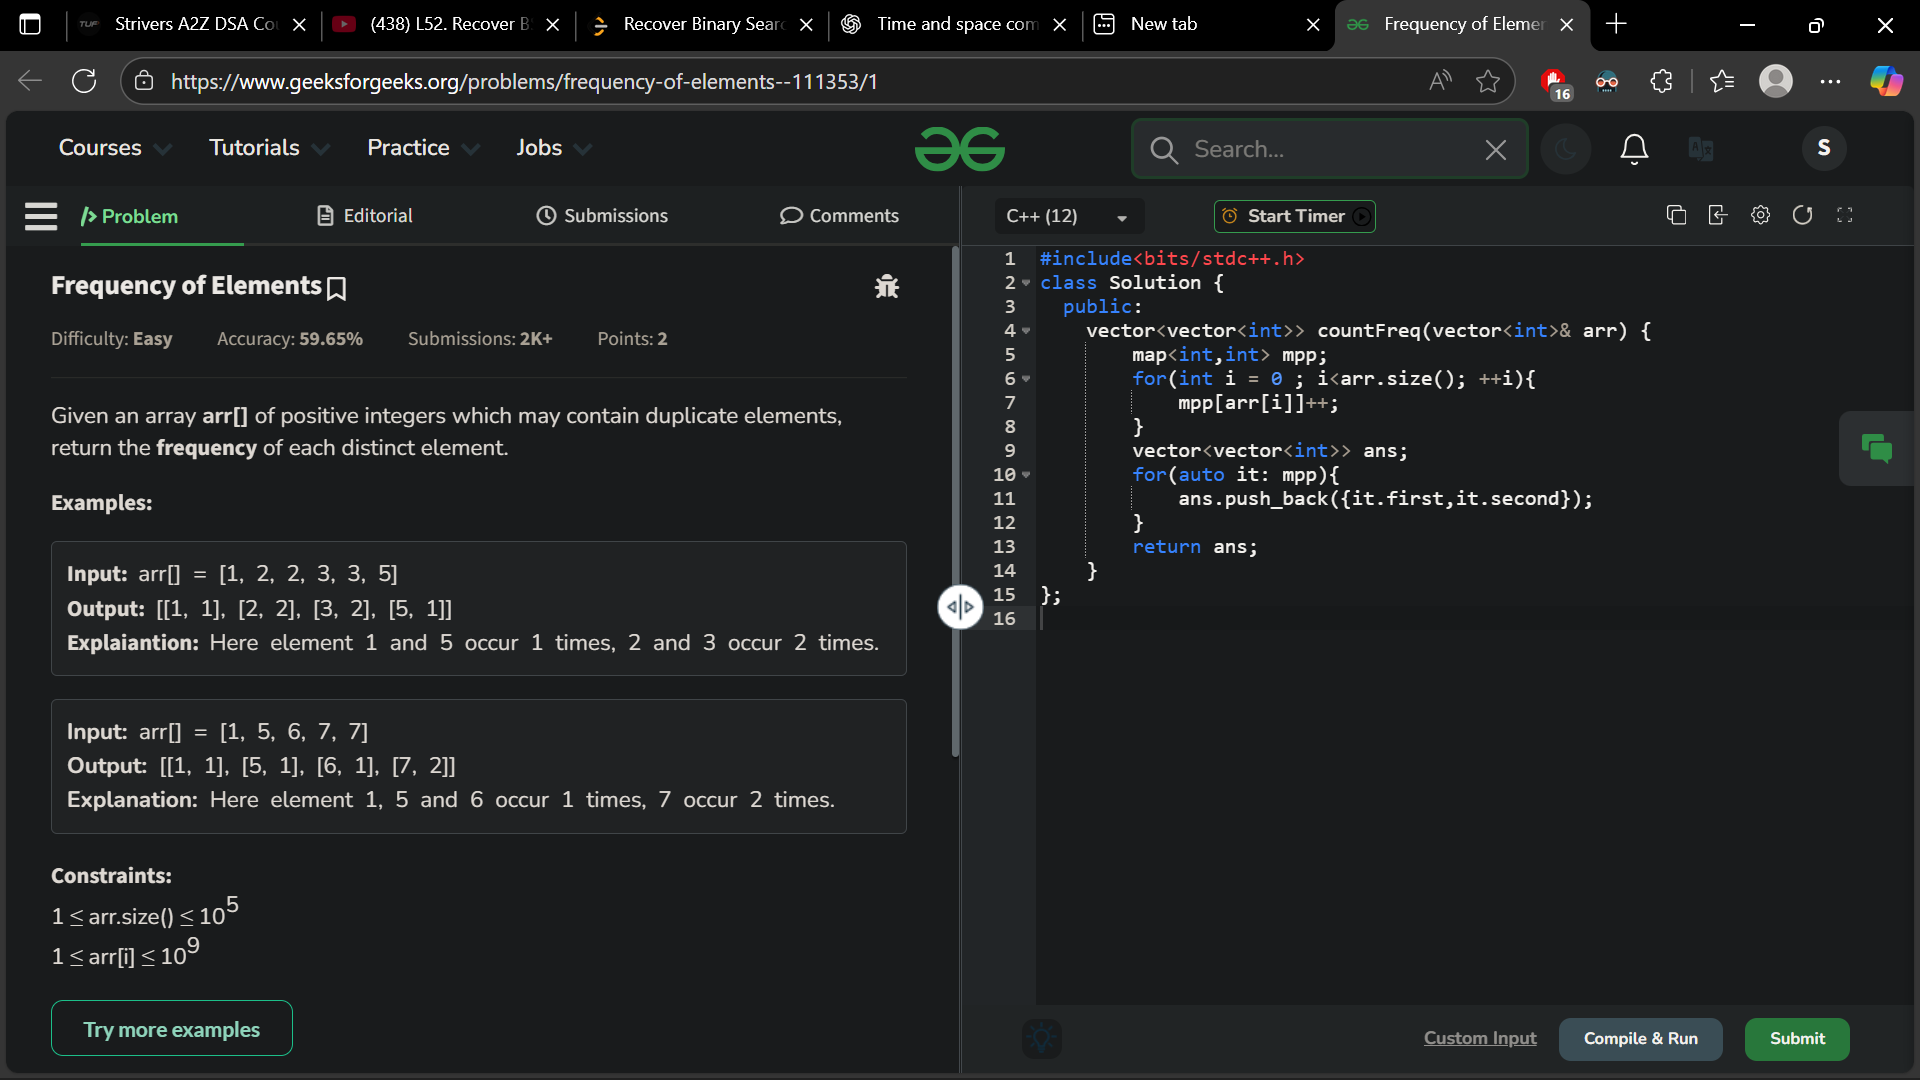 Strivers A2Z DSA Co
(438) L52. Recover B
Recover Binary Sear
Time and space com
New tab
Frequency of Elemer
https://www.geeksforgeeks.org/problems/frequency-of-elements--111353/1
16
Courses
Tutorials
Practice
Jobs
Search...
S
Problem
Editorial
Submissions
Comments
Frequency of Elements
Difficulty: Easy
Accuracy: 59.65%
Submissions: 2K+
Points: 2
Given an array arr[] of positive integers which may contain duplicate elements,
return the frequency of each distinct element.
Examples:
Input: arr[] = [1, 2, 2, 3, 3, 5]
Output: [[1, 1], [2, 2], [3, 2], [5, 1]]
Explaiantion: Here element 1 and 5 occur 1 times, 2 and 3 occur 2 times.
Input: arr[] = [1, 5, 6, 7, 7]
Output: [[1, 1], [5, 1], [6, 1], [7, 2]]
Explanation: Here element 1, 5 and 6 occur 1 times, 7 occur 2 times.
Constraints:
1 ≤ arr.size() ≤ 10^5
1 ≤ arr[i] ≤ 10^9
Try more examples
C++ (12)
Start Timer
1 #include<bits/stdc++.h>
2 class Solution {
3 public:
4 vector<vector<int>> countFreq(vector<int>& arr) {
5 map<int,int> mpp;
6 for(int i = 0 ; i<arr.size(); ++i){
7 mpp[arr[i]]++;
8 }
9 vector<vector<int>> ans;
10 for(auto it: mpp){
11 ans.push_back({it.first,it.second});
12 }
13 return ans;
14 }
15 };
16
Custom Input
Compile & Run
Submit